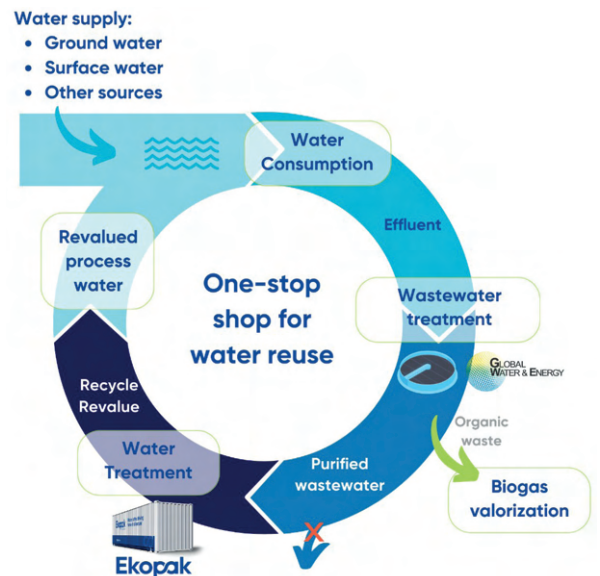 Water supply:
• Ground water
• Surface water
• Other sources
Water
Consumption
Effluent
Revalued
process
water
One-stop
shop for
water reuse
Wastewater
treatment
GLOBAL
WATER & ENERGY
Recycle
Revalue
Organic
waste
Water
Treatment
Purified
wastewater
Biogas
valorization
Ekopak
Ekopak